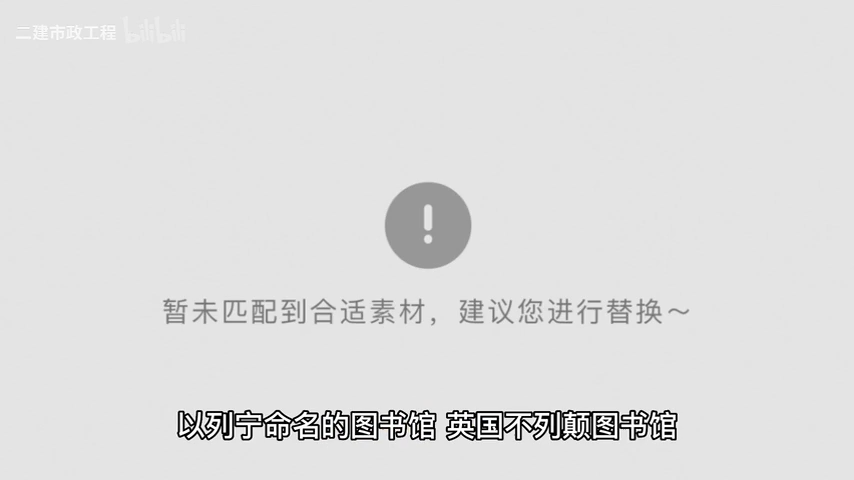 二建市政工程 bilibili
!
暂未匹配到合适素材，建议您进行替换～
以列宁命名的图书馆 英国不列颠图书馆